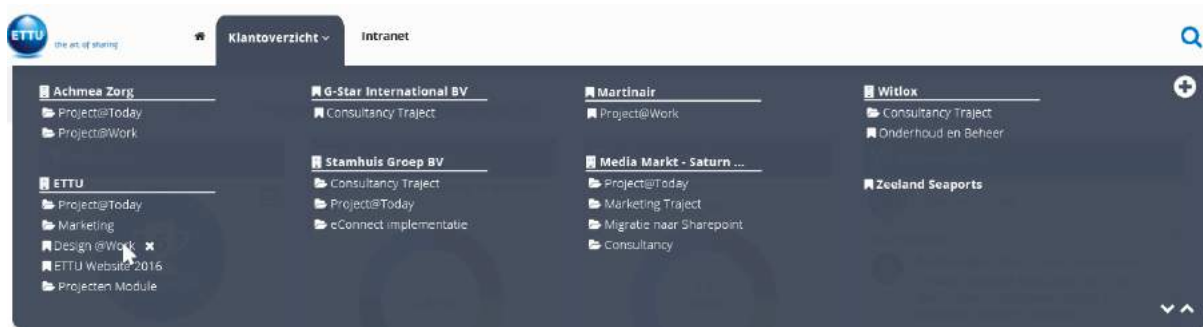 ETTU
the art of sharing
Klantoverzicht
Intranet
Achmea Zorg
Project@Today
Project@Work
ETTU
Project@Today
Marketing
Design @Work
ETTU Website 2016
Projecten Module
G-Star International BV
Consultancy Traject
Stamhuis Groep BV
Consultancy Traject
Project@Today
eConnect implementatie
Martinair
Project@Work
Media Markt - Saturn ...
Project@Today
Marketing Traject
Migratie naar Sharepoint
Consultancy
Witlox
Consultancy Traject
Onderhoud en Beheer
Zeeland Seaports